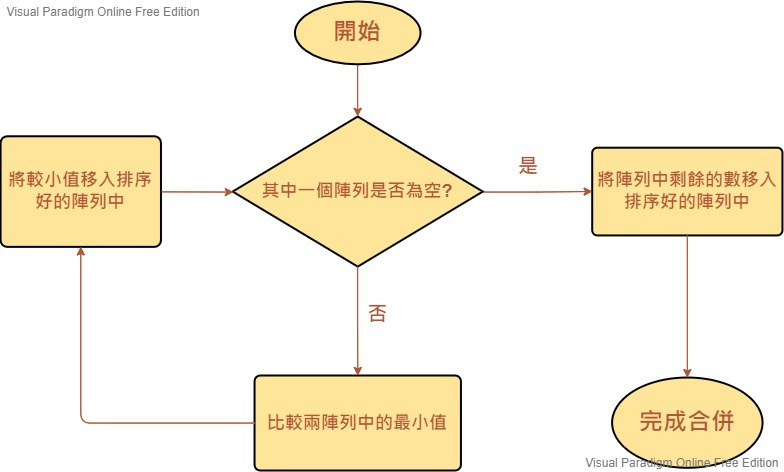 Visual Paradigm Online Free Edition
開始
將較小值移入排序
好的陣列中
其中一個陣列是否為空?
是
將陣列中剩餘的數移入
排序好的陣列中
否
比較兩陣列中的最小值
完成合併
Visual Paradigm Online Free Edition